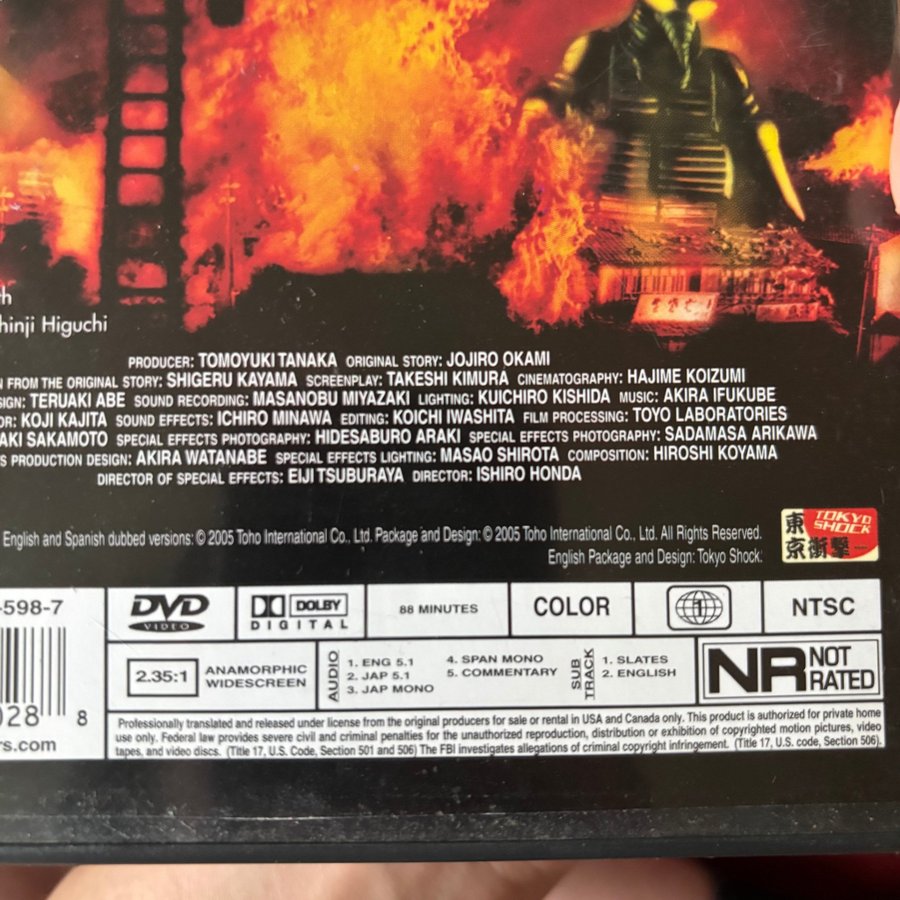 th
hinji Higuchi
PRODUCER: TOMOYUKI TANAKA ORIGINAL STORY: JOJIRO OKAMI
N FROM THE ORIGINAL STORY: SHIGERU KAYAMA SCREENPLAY: TAKESHI KIMURA CINEMATOGRAPHY: HAJIME KOIZUMI
SIGN: TERUAKI ABE SOUND RECORDING: MASANOBU MIYAZAKI LIGHTING: KUICHIRO KISHIDA MUSIC: AKIRA IFUKUBE
OR: KOJI KAJITA SOUND EFFECTS: ICHIRO MINAWA EDITING: KOICHI IWASHITA FILM PROCESSING: TOYO LABORATORIES
AKI SAKAMOTO SPECIAL EFFECTS PHOTOGRAPHY: HIDESABURO ARAKI SPECIAL EFFECTS PHOTOGRAPHY: SADAMASA ARIKAWA
S PRODUCTION DESIGN: AKIRA WATANABE SPECIAL EFFECTS LIGHTING: MASAO SHIROTA COMPOSITION: HIROSHI KOYAMA
DIRECTOR OF SPECIAL EFFECTS: EIJI TSUBURAYA DIRECTOR: ISHIRO HONDA
English and Spanish dubbed versions: © 2005 Toho International Co., Ltd. Package and Design: © 2005 Toho International Co., Ltd. All Rights Reserved.
English Package and Design: Tokyo Shock.
東京衝撃 TOKYO SHOCK
-598-7
028 8
rs.com
DVD VIDEO
DOLBY DIGITAL
88 MINUTES
COLOR
1
NTSC
2.35:1 ANAMORPHIC WIDESCREEN
AUDIO
1. ENG 5.1
2. JAP 5.1
3. JAP MONO
4. SPAN MONO
5. COMMENTARY
SUB TRACK
1. SLATES
2. ENGLISH
NR NOT RATED
Professionally translated and released under license from the original producers for sale or rental in USA and Canada only. This product is authorized for private home
use only. Federal law provides severe civil and criminal penalties for the unauthorized reproduction, distribution or exhibition of copyrighted motion pictures, video
tapes, and video discs. (Title 17, U.S. Code, Section 501 and 506) The FBI investigates allegations of criminal copyright infringement. (Title 17, U.S. code, Section 506).